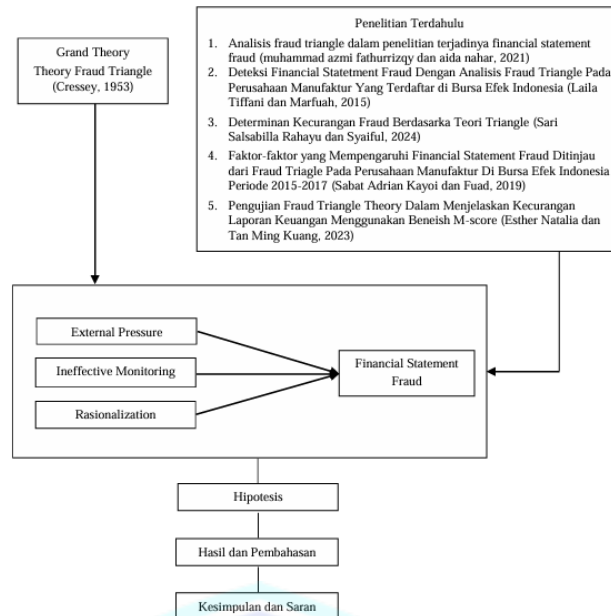 Grand Theory
Theory Fraud Triangle
(Cressey, 1953)
Penelitian Terdahulu
1. Analisis fraud triangle dalam penelitian terjadinya financial statement
fraud (muhammad azmi fathurrizqy dan aida nahar, 2021)
2. Deteksi Financial Statetment Fraud Dengan Analisis Fraud Triangle Pada
Perusahaan Manufaktur Yang Terdaftar di Bursa Efek Indonesia (Laila
Tiffani dan Marfuah, 2015)
3. Determinan Kecurangan Fraud Berdasarka Teori Triangle (Sari
Salsabilla Rahayu dan Syaiful, 2024)
4. Faktor-faktor yang Mempengaruhi Financial Statement Fraud Ditinjau
dari Fraud Triagle Pada Perusahaan Manufaktur Di Bursa Efek Indonesia
Periode 2015-2017 (Sabat Adrian Kayoi dan Fuad, 2019)
5. Pengujian Fraud Triangle Theory Dalam Menjelaskan Kecurangan
Laporan Keuangan Menggunakan Beneish M-score (Esther Natalia dan
Tan Ming Kuang, 2023)
External Pressure
Ineffective Monitoring
Rasionalization
Financial Statement
Fraud
Hipotesis
Hasil dan Pembahasan
Kesimpulan dan Saran